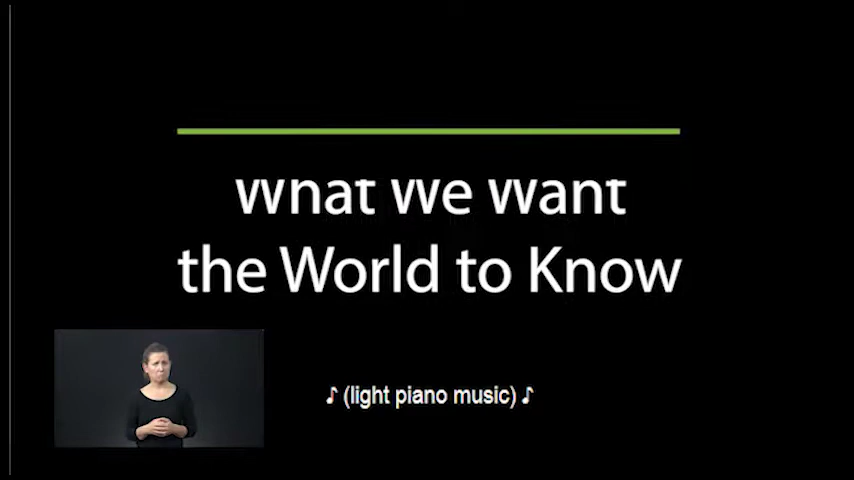 What we want
the World to Know
♪ (light piano music) ♪